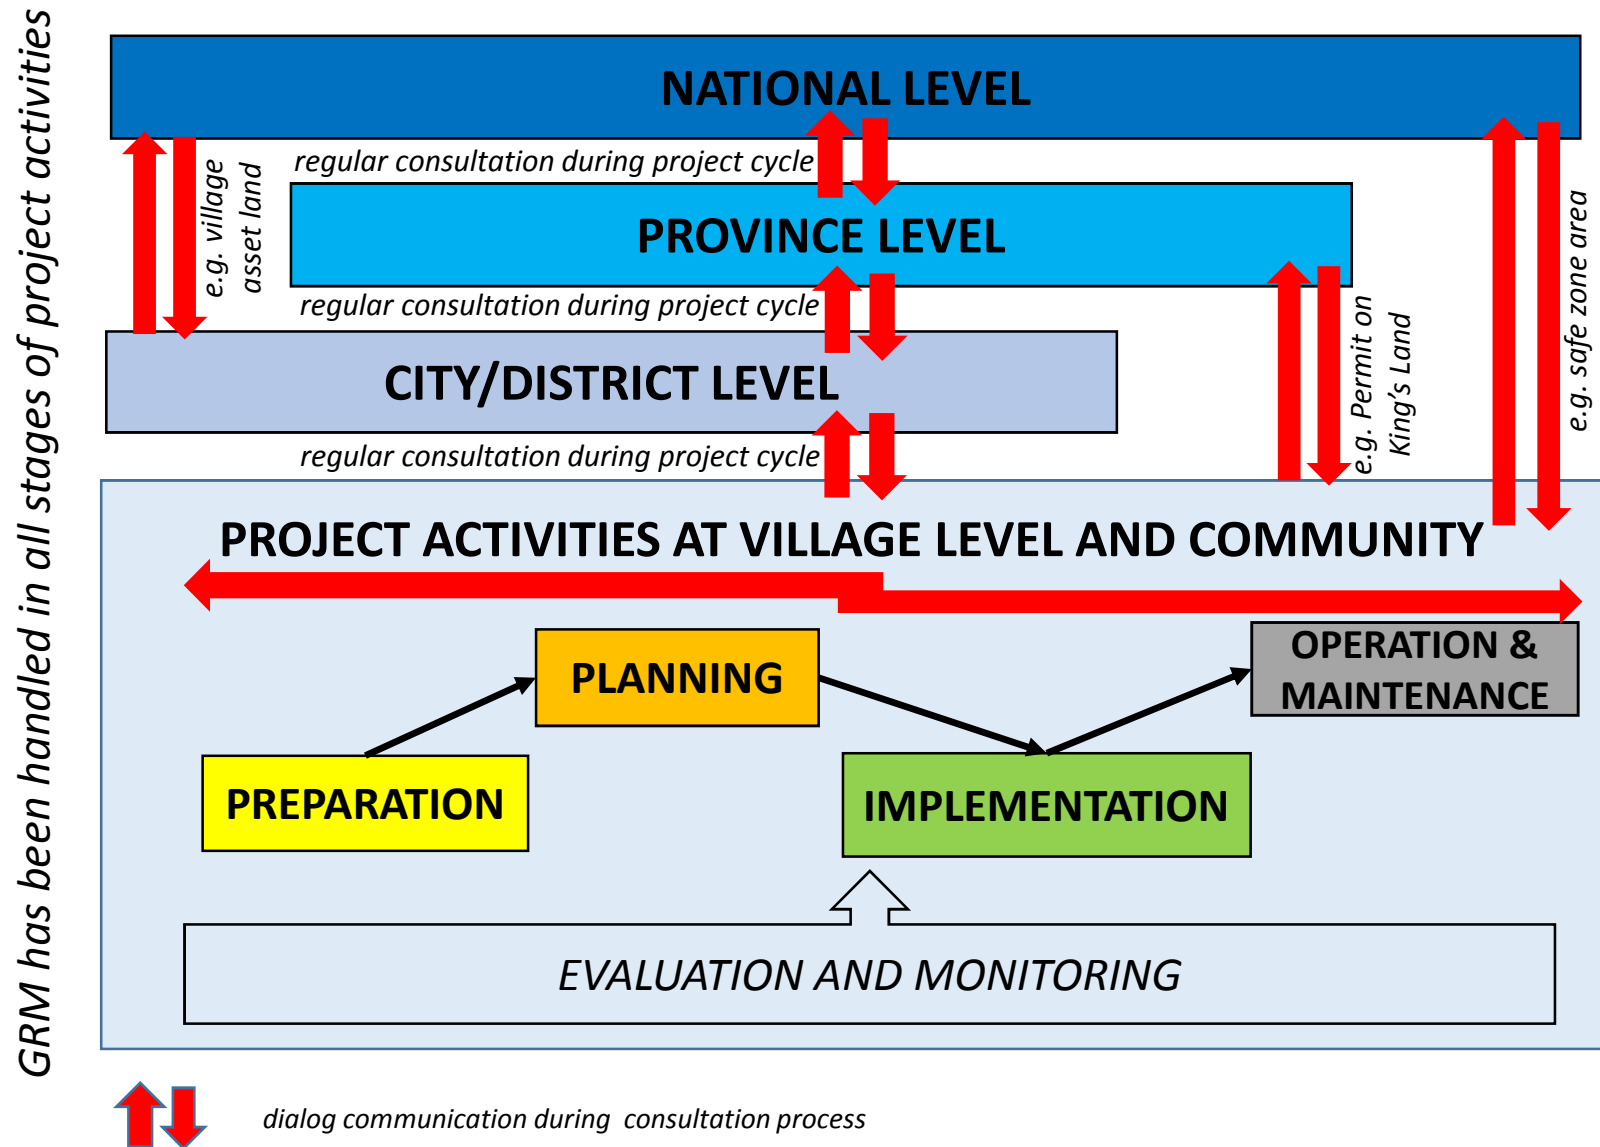 GRM has been handled in all stages of project activities
NATIONAL LEVEL
regular consultation during project cycle
e.g. village
asset land
PROVINCE LEVEL
regular consultation during project cycle
e.g. Permit on
King’s Land
e.g. safe zone area
CITY/DISTRICT LEVEL
regular consultation during project cycle
PROJECT ACTIVITIES AT VILLAGE LEVEL AND COMMUNITY
PLANNING
OPERATION &
MAINTENANCE
PREPARATION
IMPLEMENTATION
EVALUATION AND MONITORING
dialog communication during consultation process